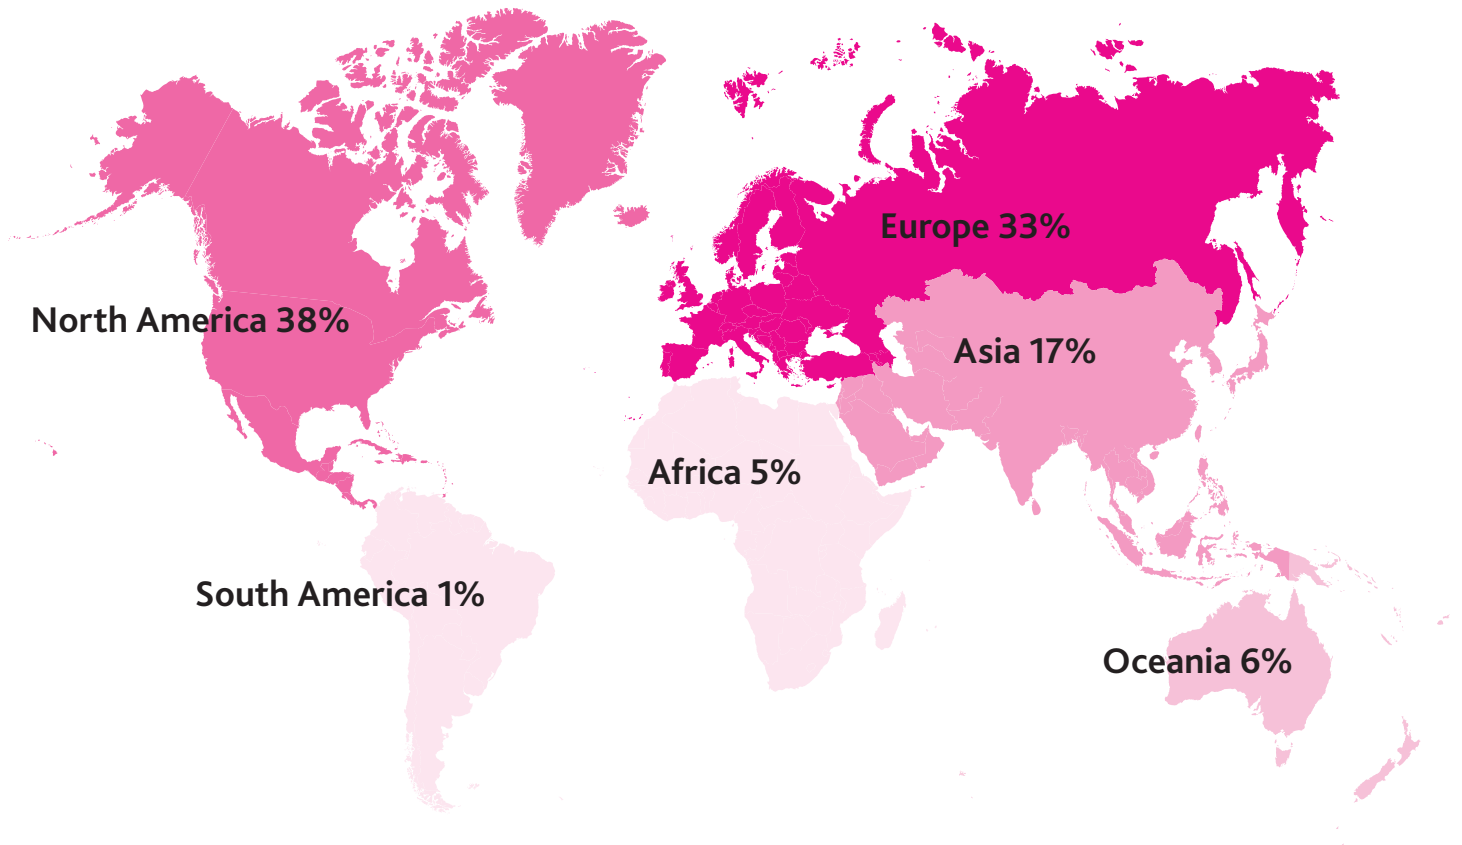 Europe 33%
North America 38%
Asia 17%
Africa 5%
South America 1%
Oceania 6%